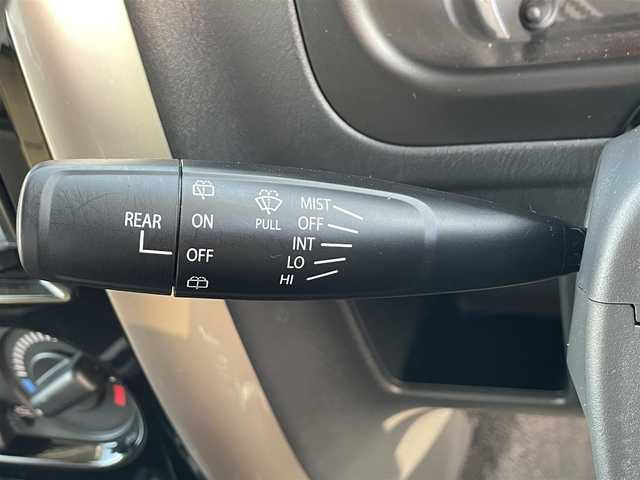 REAR
ON
OFF
PULL
MIST
OFF
INT
LO
HI